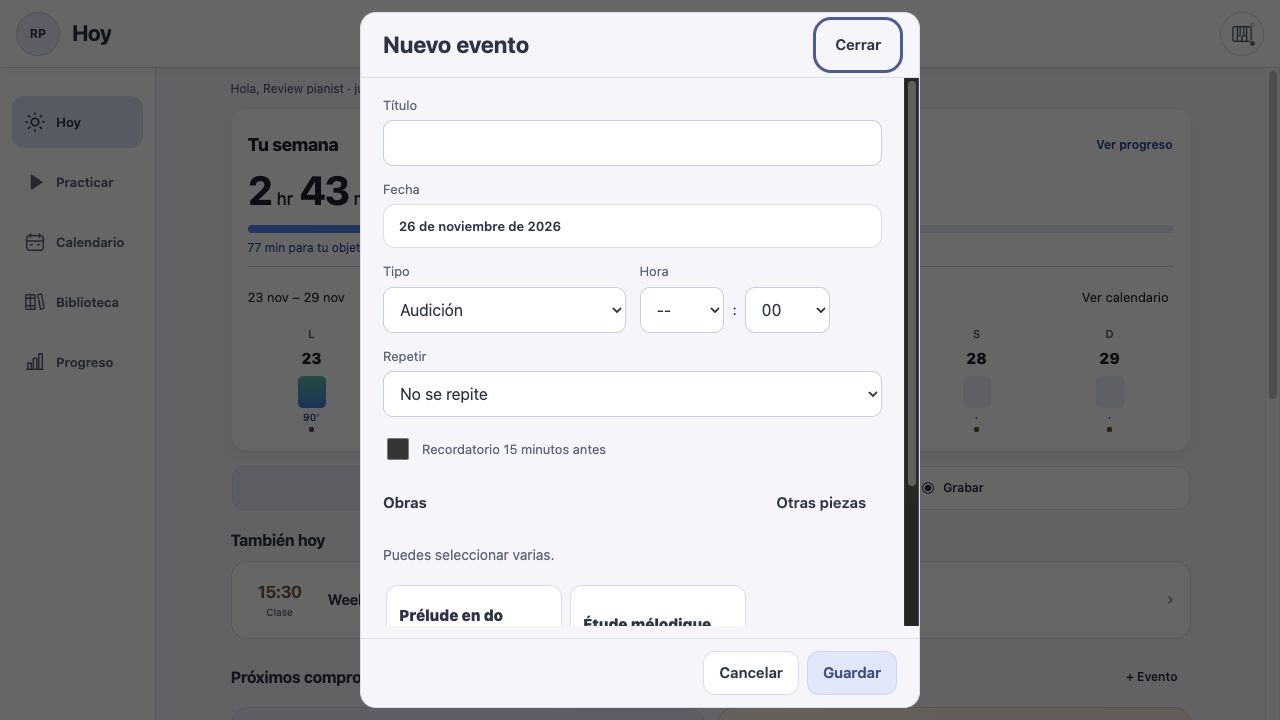 RP
Hoy
Nuevo evento
Cerrar
Hola, Review pianist ·
Hoy
Practicar
Calendario
Biblioteca
Progreso
Tu semana
Ver progreso
2 hr 43
77 min para tu
23 nov – 29 nov
Ver calendario
L
23
90'
S
28
D
29
Grabar
También hoy
15:30
Clase
Próximos
+ Evento
Título
Fecha
26 de noviembre de 2026
Tipo
Hora
Audición
--
:
00
Repetir
No se repite
Recordatorio 15 minutos antes
Obras
Otras piezas
Puedes seleccionar varias.
Prélude en do
Étude mélodique
Cancelar
Guardar